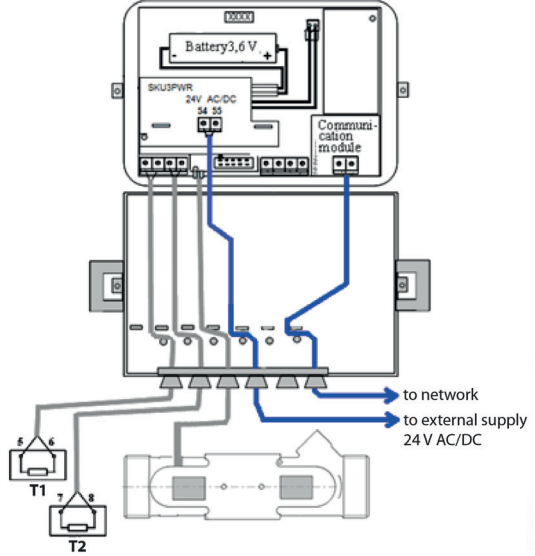 XXXX
Battery3,6 V
- +
SKU3PWR
24V AC/DC
54 55
Communi-
cation
module
to network
to external supply
24 V AC/DC
5 6
T1
7 8
T2